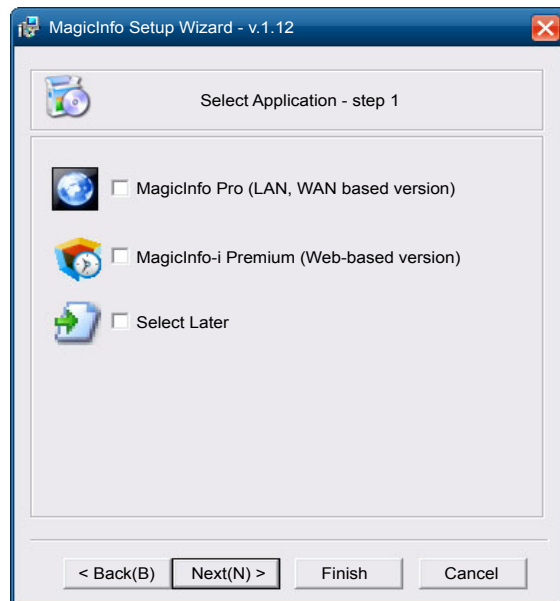 MagicInfo Setup Wizard - v.1.12
Select Application - step 1
MagicInfo Pro (LAN, WAN based version)
MagicInfo-i Premium (Web-based version)
Select Later
< Back(B) Next(N) > Finish Cancel